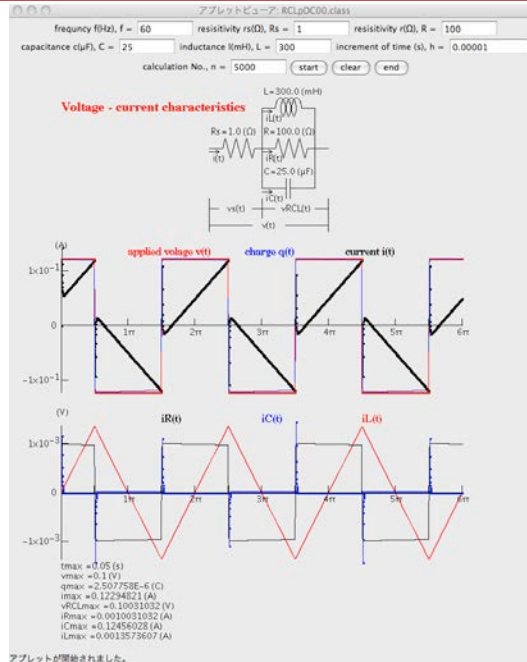 アプレットビューア: RCLpDC00.class
frequncy f(Hz), f = 60 resisitivity rs(Ω), Rs = 1 resisitivity r(Ω), R = 100
capacitance c(μF), C = 25 inductance l(mH), L = 300 increment of time (s), h = 0.00001
calculation No., n = 5000 start clear end
Voltage - current characteristics
L=300.0 (mH)
iL(t)
Rs=1.0 (Ω) R=100.0 (Ω)
i(t) iR(t)
C=25.0 (μF)
iC(t)
vs(t) vRCL(t)
v(t)
(A)
applied volage v(t) charge q(t) current i(t)
1×10⁻¹
0 1π 2π 3π 4π 5π 6π
-1×10⁻¹
(V)
iR(t) iC(t) iL(t)
1×10⁻³
0 1π 2π 3π 4π 5π 6π
-1×10⁻³
tmax =0.05 (s)
vmax =0.1 (V)
qmax =2.507758E-6 (C)
imax =0.12294821 (A)
vRCLmax =0.10031032 (V)
iRmax =0.0010031032 (A)
iCmax =0.12456028 (A)
iLmax =0.0013573607 (A)
アプレットが開始されました。